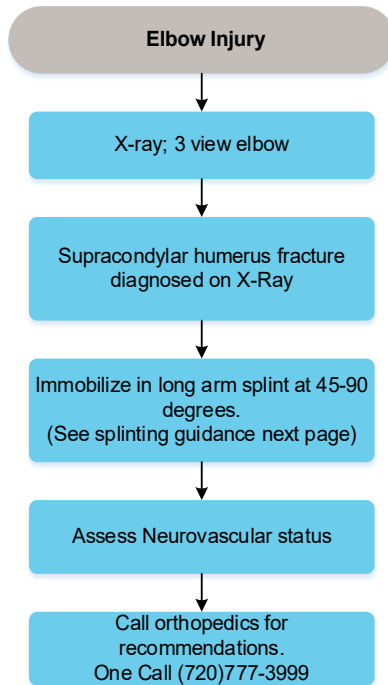 Elbow Injury
X-ray; 3 view elbow
Supracondylar humerus fracture
diagnosed on X-Ray
Immobilize in long arm splint at 45-90
degrees.
(See splinting guidance next page)
Assess Neurovascular status
Call orthopedics for
recommendations.
One Call (720)777-3999